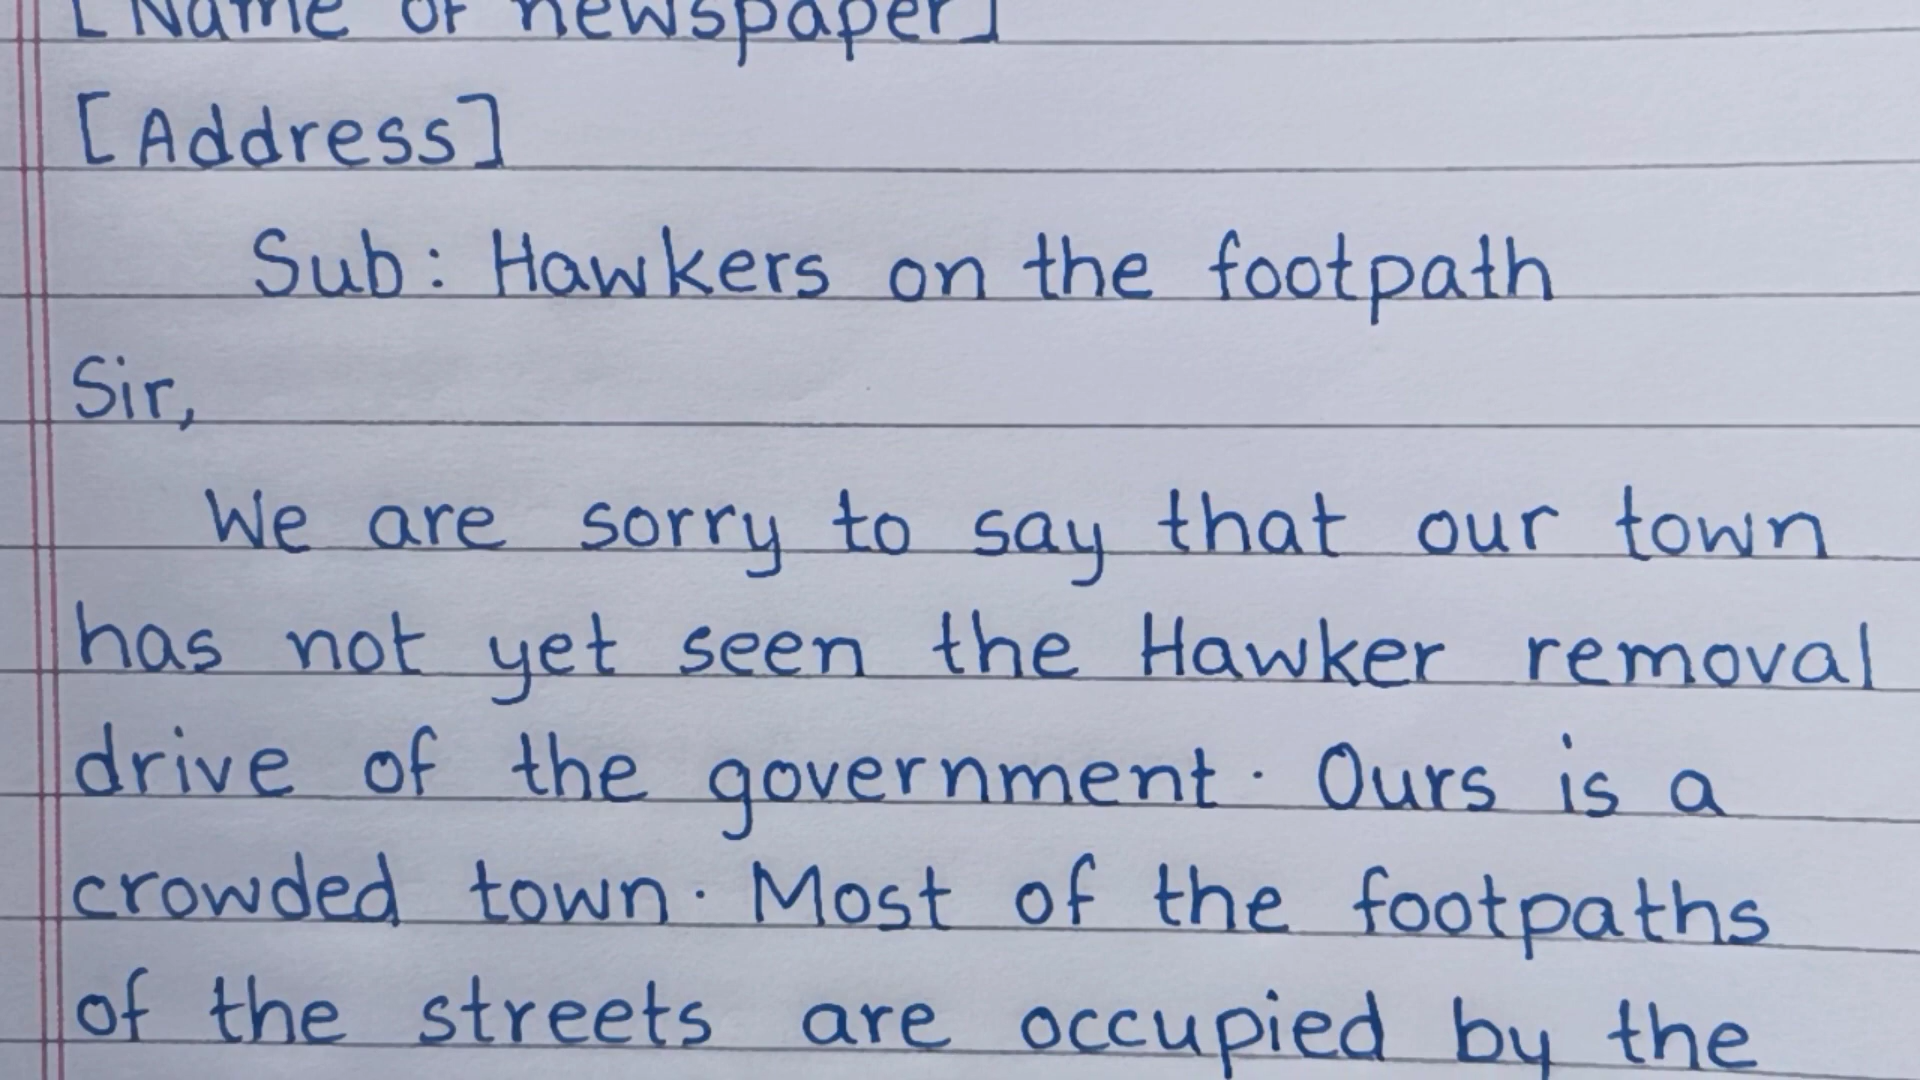 [Name of newspaper]
[Address]
Sub: Hawkers on the footpath
Sir,
We are sorry to say that our town
has not yet seen the Hawker removal
drive of the government. Ours is a
crowded town. Most of the footpaths
of the streets are occupied by the